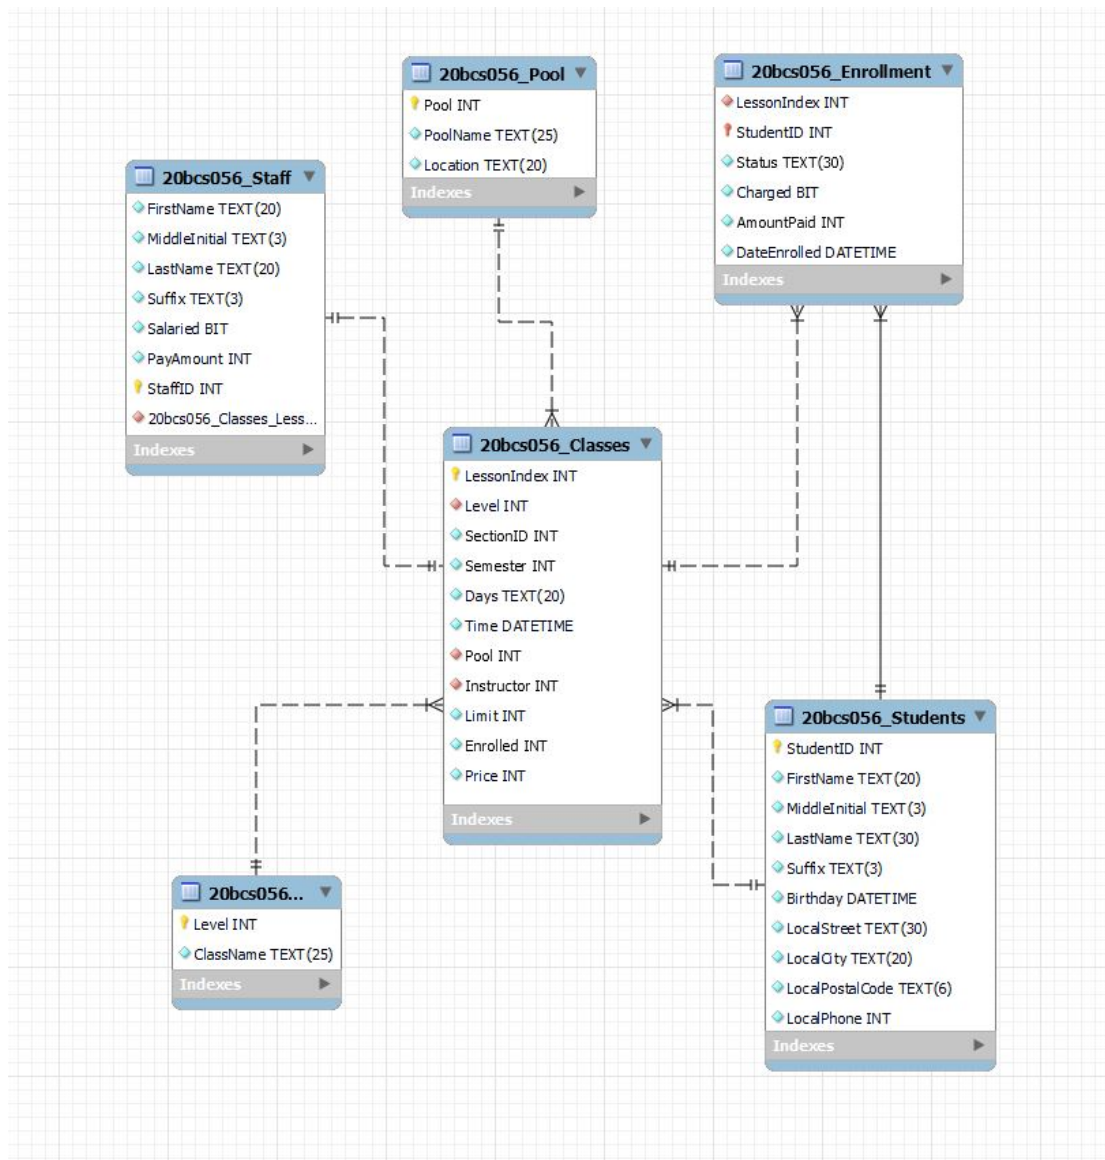 20bcs056_Pool
Pool INT
PoolName TEXT(25)
Location TEXT(20)
Indexes
20bcs056_Enrollment
LessonIndex INT
StudentID INT
Status TEXT(30)
Charged BIT
AmountPaid INT
DateEnrolled DATETIME
Indexes
20bcs056_Staff
FirstName TEXT(20)
MiddleInitial TEXT(3)
LastName TEXT(20)
Suffix TEXT(3)
Salaried BIT
PayAmount INT
StaffID INT
20bcs056_Classes_Less...
Indexes
20bcs056_Classes
LessonIndex INT
Level INT
SectionID INT
Semester INT
Days TEXT(20)
Time DATETIME
Pool INT
Instructor INT
Limit INT
Enrolled INT
Price INT
Indexes
20bcs056_Students
StudentID INT
FirstName TEXT(20)
MiddleInitial TEXT(3)
LastName TEXT(30)
Suffix TEXT(3)
Birthday DATETIME
LocalStreet TEXT(30)
LocalCity TEXT(20)
LocalPostalCode TEXT(6)
LocalPhone INT
Indexes
20bcs056...
Level INT
ClassName TEXT(25)
Indexes